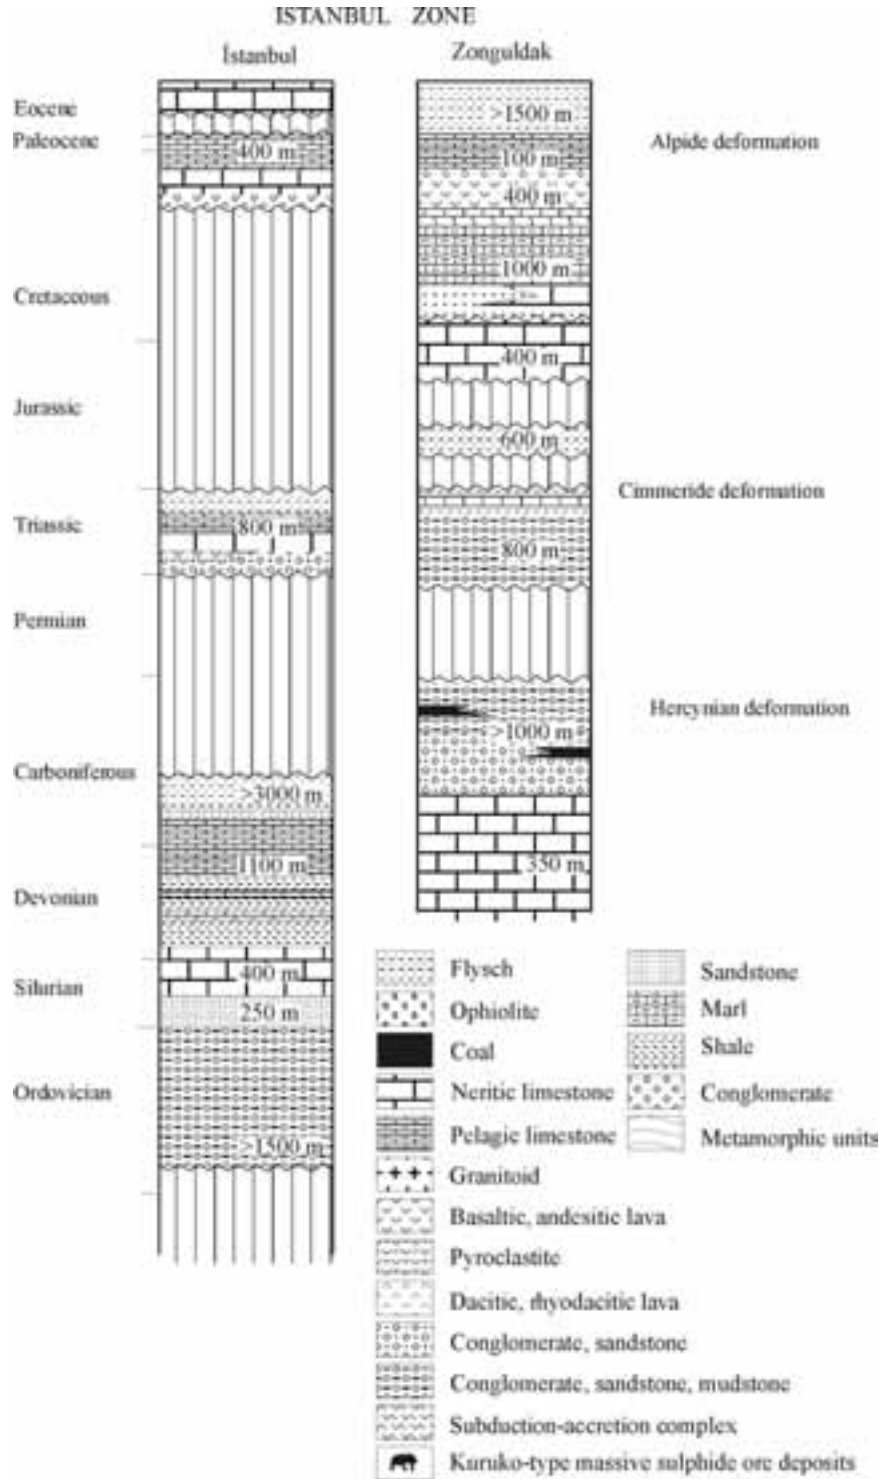 ISTANBUL ZONE
İstanbul
Zonguldak
Eocene
Paleocene
Cretaceous
Jurassic
Triassic
Permian
Carboniferous
Devonian
Silurian
Ordovician
400 m
800 m
>3000 m
1100 m
400 m
250 m
>1500 m
>1500 m
100 m
400 m
1000 m
400 m
600 m
800 m
>1000 m
350 m
Alpide deformation
Cimmeride deformation
Hercynian deformation
Flysch
Ophiolite
Coal
Neritic limestone
Pelagic limestone
Granitoid
Basaltic, andesitic lava
Pyroclastite
Dacitic, rhyodacitic lava
Conglomerate, sandstone
Conglomerate, sandstone, mudstone
Subduction-accretion complex
Kuruko-type massive sulphide ore deposits
Sandstone
Marl
Shale
Conglomerate
Metamorphic units